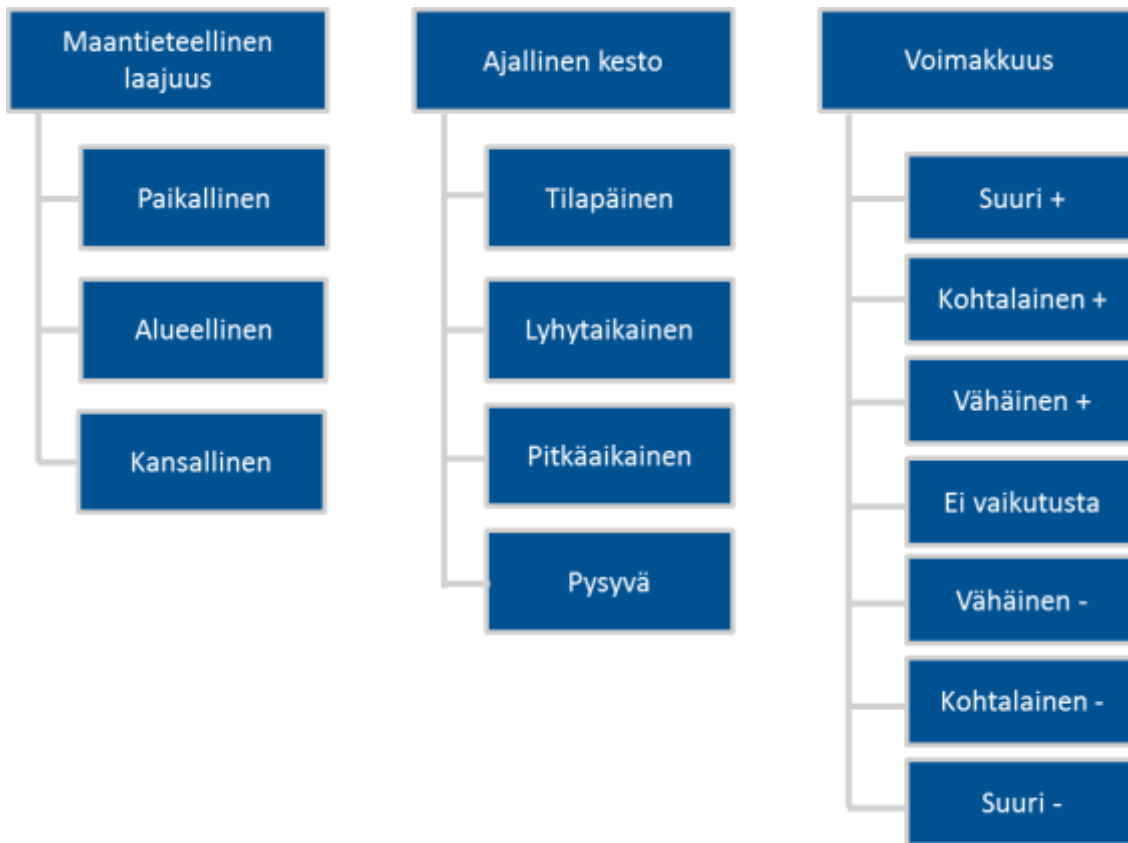 Maantieteellinen
laajuus
Paikallinen
Alueellinen
Kansallinen
Ajallinen kesto
Tilapäinen
Lyhytaikainen
Pitkäaikainen
Pysyvä
Voimakkuus
Suuri +
Kohtalainen +
Vähäinen +
Ei vaikutusta
Vähäinen -
Kohtalainen -
Suuri -